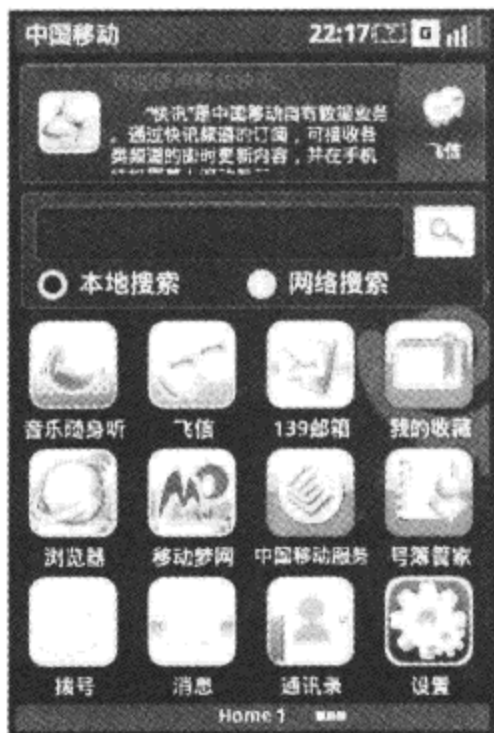 中国移动 22:17 G
"快讯"是中国移动自有数据业务
，通过快讯频道的订阅，可接收各
类频道的即时更新内容，并在手机
飞信
本地搜索 网络搜索
音乐随身听 飞信 139邮箱 我的收藏
浏览器 移动梦网 中国移动服务 号簿管家
拨号 消息 通讯录 设置
Home 1